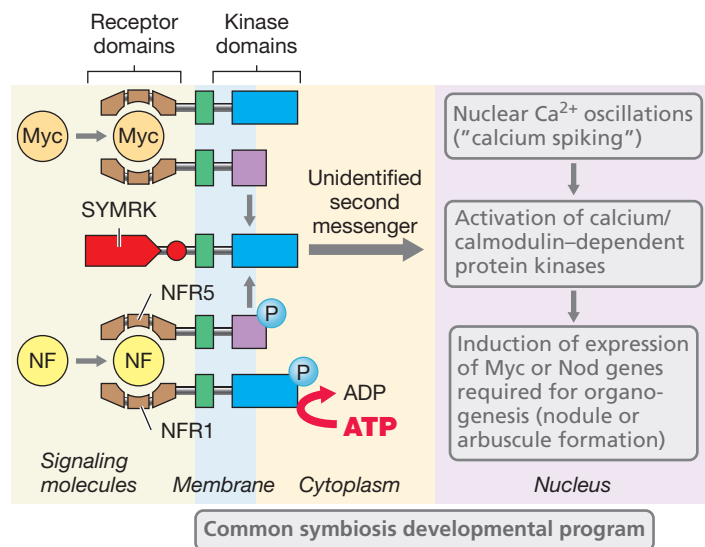 Receptor
domains
Kinase
domains
Myc
Myc
SYMRK
Unidentified
second
messenger
NFR5
P
NF
NF
P
ADP
ATP
NFR1
Nuclear Ca2+ oscillations
("calcium spiking")
Activation of calcium/
calmodulin–dependent
protein kinases
Induction of expression
of Myc or Nod genes
required for organo-
genesis (nodule or
arbuscule formation)
Signaling
molecules
Membrane
Cytoplasm
Nucleus
Common symbiosis developmental program